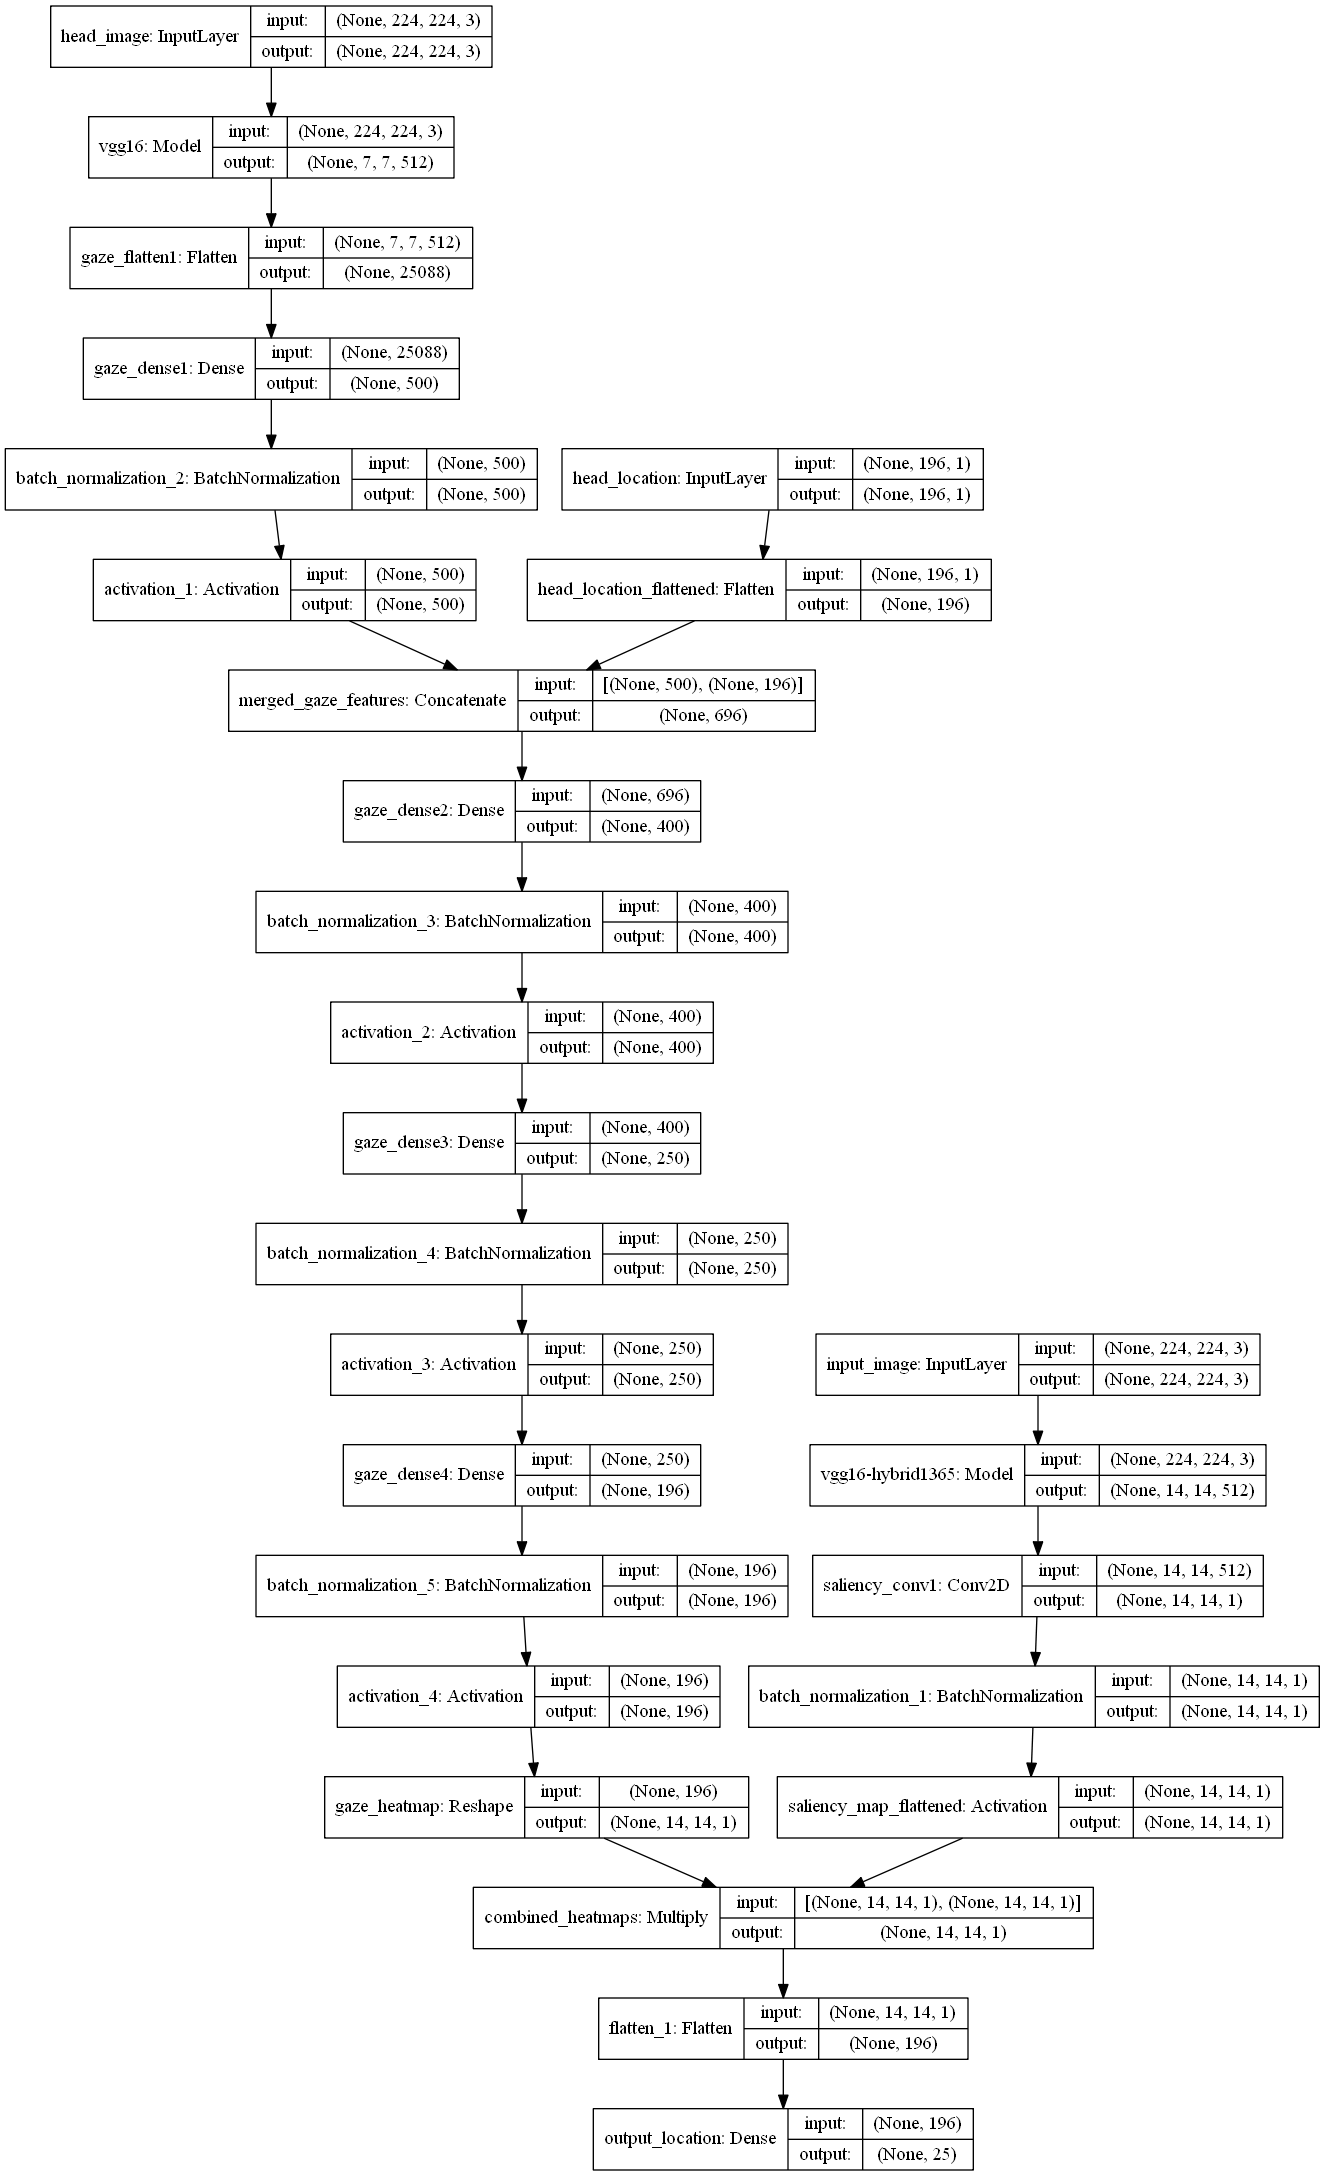 head_image: InputLayer
input:
(None, 224, 224, 3)
output:
(None, 224, 224, 3)
vgg16: Model
input:
(None, 224, 224, 3)
output:
(None, 7, 7, 512)
gaze_flatten1: Flatten
input:
(None, 7, 7, 512)
output:
(None, 25088)
gaze_dense1: Dense
input:
(None, 25088)
output:
(None, 500)
batch_normalization_2: BatchNormalization
input:
(None, 500)
output:
(None, 500)
head_location: InputLayer
input:
(None, 196, 1)
output:
(None, 196, 1)
activation_1: Activation
input:
(None, 500)
output:
(None, 500)
head_location_flattened: Flatten
input:
(None, 196, 1)
output:
(None, 196)
merged_gaze_features: Concatenate
input:
[(None, 500), (None, 196)]
output:
(None, 696)
gaze_dense2: Dense
input:
(None, 696)
output:
(None, 400)
batch_normalization_3: BatchNormalization
input:
(None, 400)
output:
(None, 400)
activation_2: Activation
input:
(None, 400)
output:
(None, 400)
gaze_dense3: Dense
input:
(None, 400)
output:
(None, 250)
batch_normalization_4: BatchNormalization
input:
(None, 250)
output:
(None, 250)
activation_3: Activation
input:
(None, 250)
output:
(None, 250)
input_image: InputLayer
input:
(None, 224, 224, 3)
output:
(None, 224, 224, 3)
gaze_dense4: Dense
input:
(None, 250)
output:
(None, 196)
vgg16-hybrid1365: Model
input:
(None, 224, 224, 3)
output:
(None, 14, 14, 512)
batch_normalization_5: BatchNormalization
input:
(None, 196)
output:
(None, 196)
saliency_conv1: Conv2D
input:
(None, 14, 14, 512)
output:
(None, 14, 14, 1)
activation_4: Activation
input:
(None, 196)
output:
(None, 196)
batch_normalization_1: BatchNormalization
input:
(None, 14, 14, 1)
output:
(None, 14, 14, 1)
gaze_heatmap: Reshape
input:
(None, 196)
output:
(None, 14, 14, 1)
saliency_map_flattened: Activation
input:
(None, 14, 14, 1)
output:
(None, 14, 14, 1)
combined_heatmaps: Multiply
input:
[(None, 14, 14, 1), (None, 14, 14, 1)]
output:
(None, 14, 14, 1)
flatten_1: Flatten
input:
(None, 14, 14, 1)
output:
(None, 196)
output_location: Dense
input:
(None, 196)
output:
(None, 25)